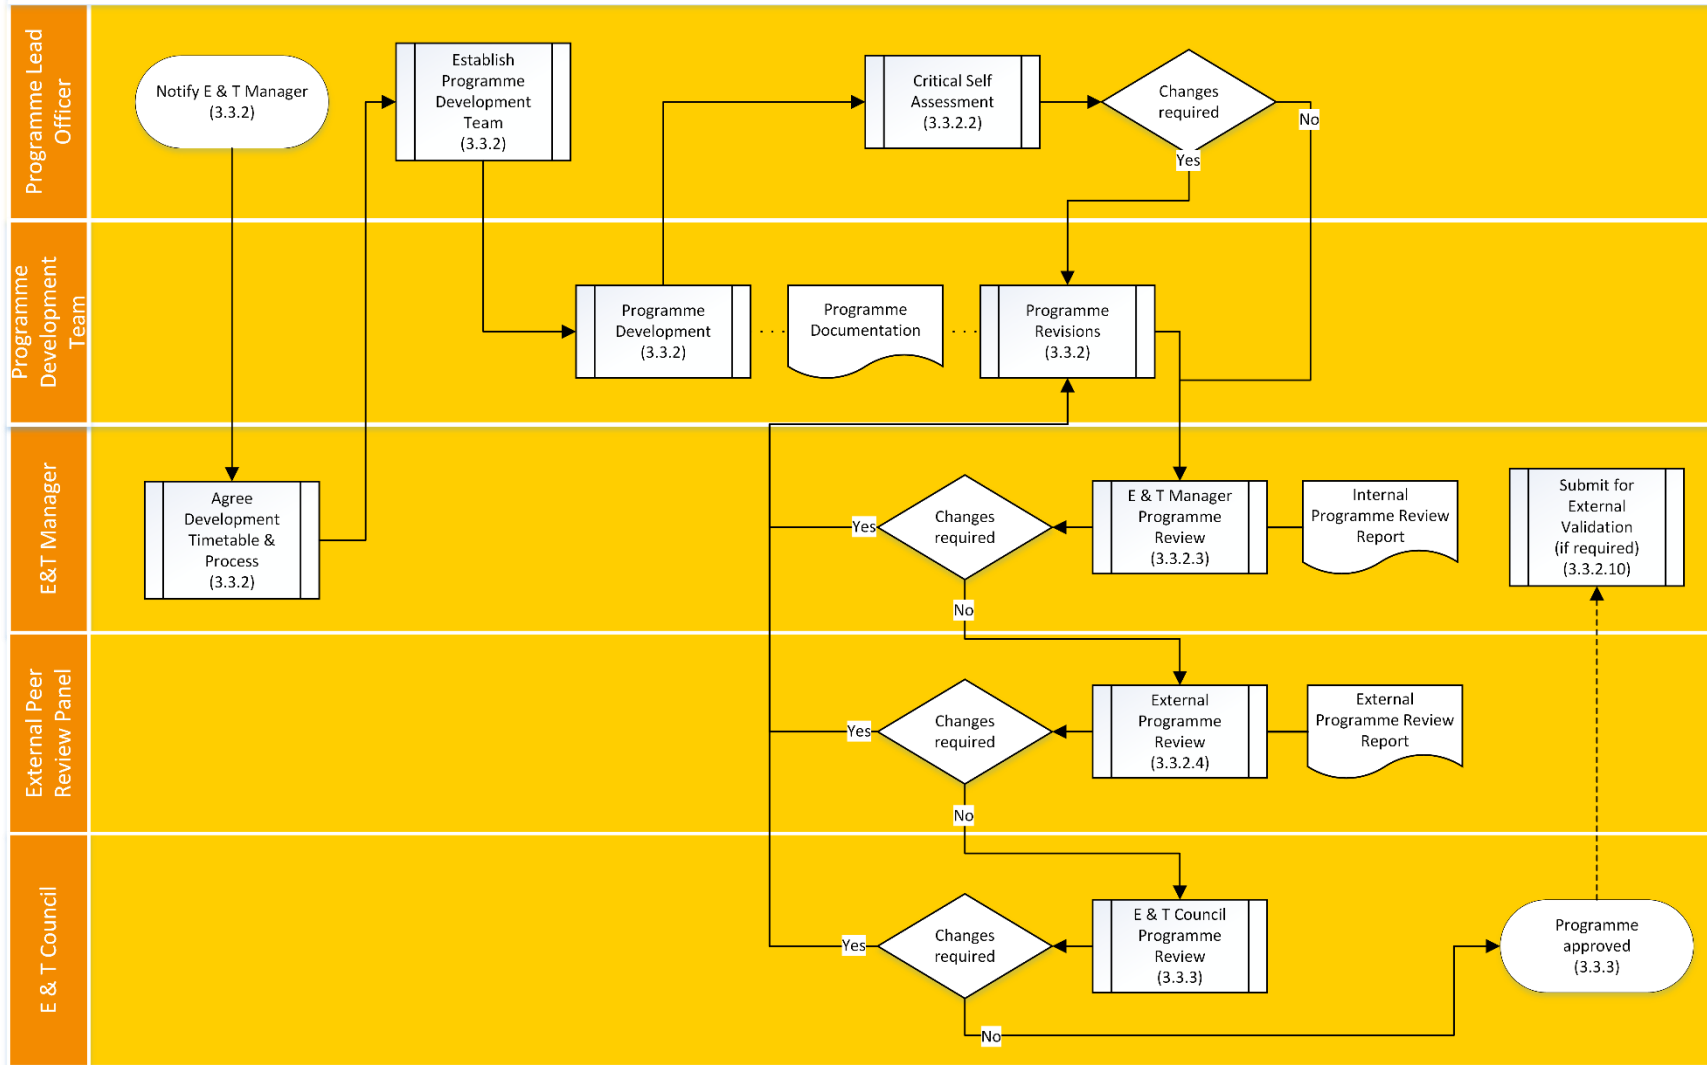 Programme Lead
Officer
Notify E & T Manager
(3.3.2)
Establish
Programme
Development
Team
(3.3.2)
Critical Self
Assessment
(3.3.2.2)
Changes
required
No
Yes
Programme
Development
Team
Programme
Development
(3.3.2)
Programme
Documentation
Programme
Revisions
(3.3.2)
E&T Manager
Agree
Development
Timetable &
Process
(3.3.2)
Yes
Changes
required
No
E & T Manager
Programme
Review
(3.3.2.3)
Internal
Programme Review
Report
Submit for
External
Validation
(if required)
(3.3.2.10)
External Peer
Review Panel
Yes
Changes
required
No
External
Programme
Review
(3.3.2.4)
External
Programme Review
Report
E & T Council
Yes
Changes
required
No
E & T Council
Programme
Review
(3.3.3)
Programme
approved
(3.3.3)